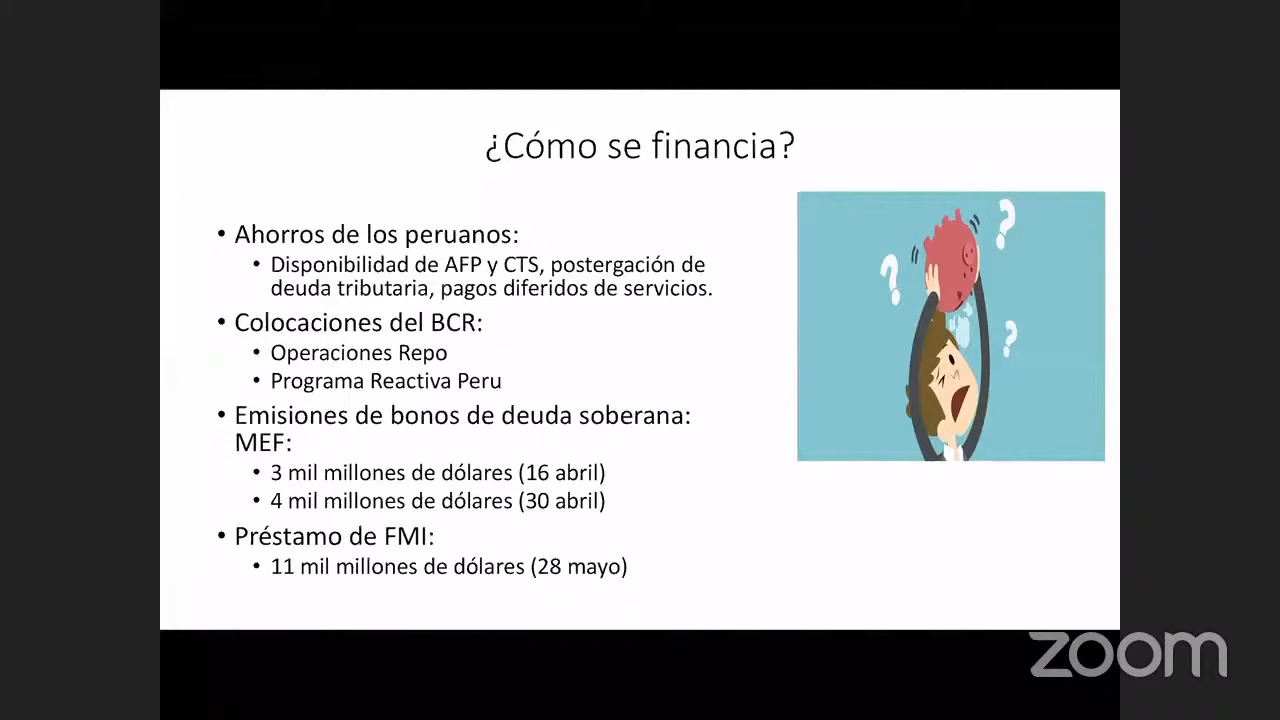 ¿Cómo se financia?
• Ahorros de los peruanos:
• Disponibilidad de AFP y CTS, postergación de
deuda tributaria, pagos diferidos de servicios.
• Colocaciones del BCR:
• Operaciones Repo
• Programa Reactiva Peru
• Emisiones de bonos de deuda soberana:
MEF:
• 3 mil millones de dólares (16 abril)
• 4 mil millones de dólares (30 abril)
• Préstamo de FMI:
• 11 mil millones de dólares (28 mayo)
? ? ?
zoom